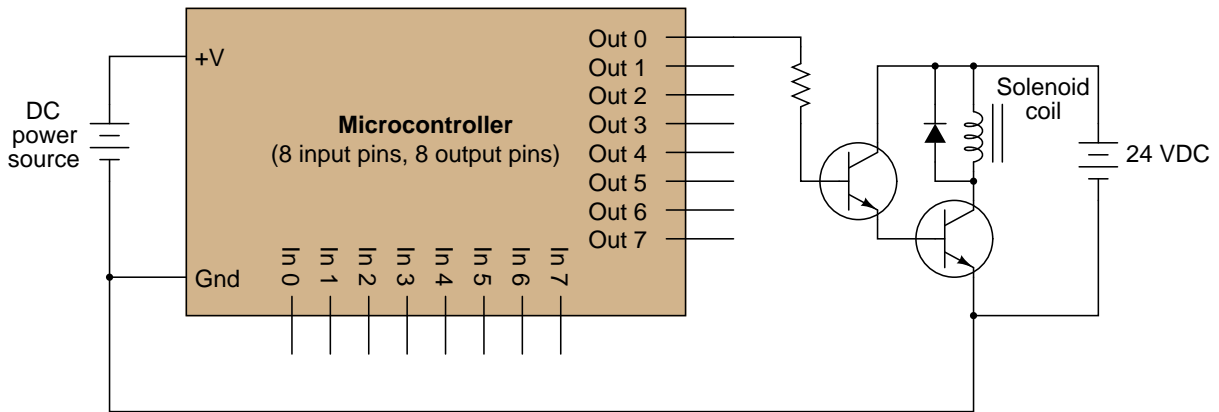 DC
power
source
+V
Gnd
Microcontroller
(8 input pins, 8 output pins)
Out 0
Out 1
Out 2
Out 3
Out 4
Out 5
Out 6
Out 7
In 0
In 1
In 2
In 3
In 4
In 5
In 6
In 7
Solenoid
coil
24 VDC